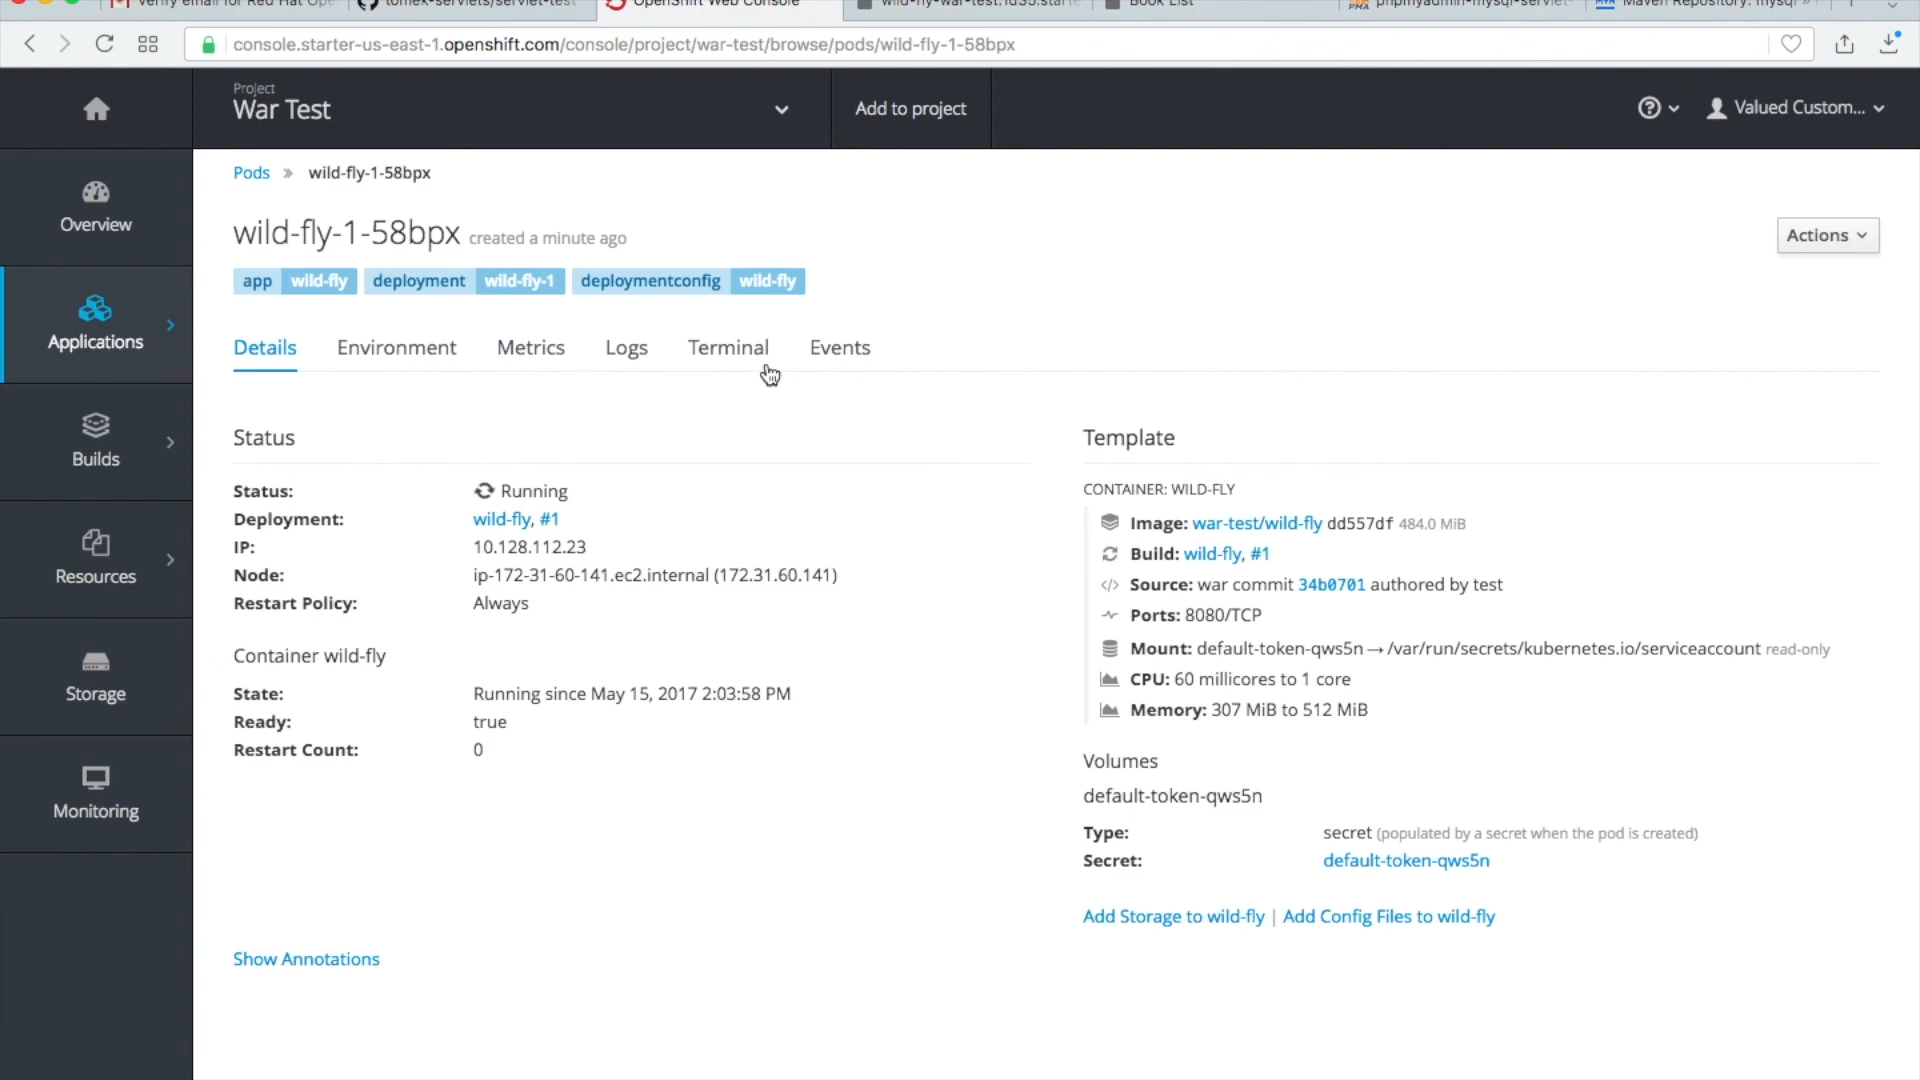 OpenShift Web Console
Book List
console.starter-us-east-1.openshift.com/console/project/war-test/browse/pods/wild-fly-1-58bpx
Project
War Test
Add to project
Valued Custom...
Overview
Applications
Builds
Resources
Storage
Monitoring
Pods » wild-fly-1-58bpx
wild-fly-1-58bpx created a minute ago
Actions
app wild-fly deployment wild-fly-1 deploymentconfig wild-fly
Details Environment Metrics Logs Terminal Events
Status
Status: Running
Deployment: wild-fly, #1
IP: 10.128.112.23
Node: ip-172-31-60-141.ec2.internal (172.31.60.141)
Restart Policy: Always
Container wild-fly
State: Running since May 15, 2017 2:03:58 PM
Ready: true
Restart Count: 0
Show Annotations
Template
CONTAINER: WILD-FLY
Image: war-test/wild-fly dd557df 484.0 MiB
Build: wild-fly, #1
Source: war commit 34b0701 authored by test
Ports: 8080/TCP
Mount: default-token-qws5n → /var/run/secrets/kubernetes.io/serviceaccount read-only
CPU: 60 millicores to 1 core
Memory: 307 MiB to 512 MiB
Volumes
default-token-qws5n
Type: secret (populated by a secret when the pod is created)
Secret: default-token-qws5n
Add Storage to wild-fly | Add Config Files to wild-fly